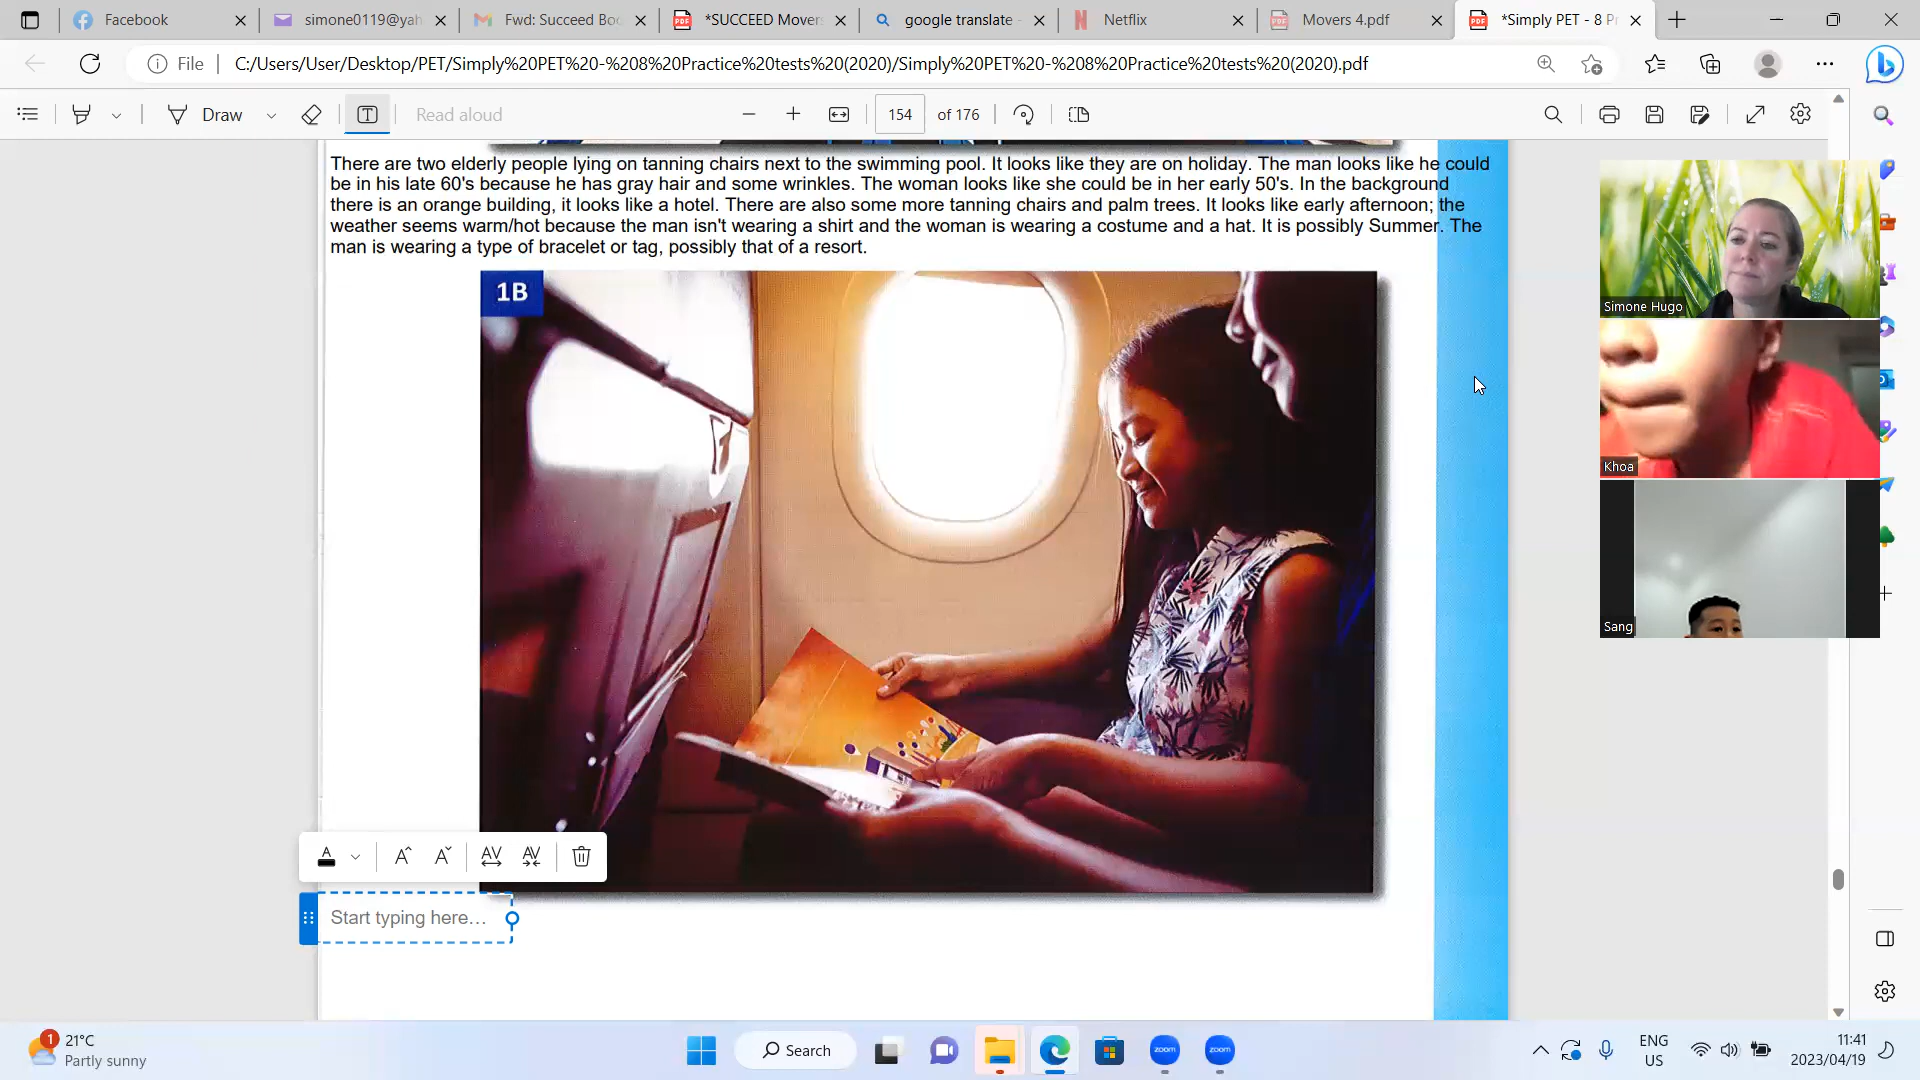 Facebook
simone0119@yah
Fwd: Succeed Boo
*SUCCEED Movers
google translate -
Netflix
Movers 4.pdf
*Simply PET - 8 Pr
File
C:/Users/User/Desktop/PET/Simply%20PET%20-%208%20Practice%20tests%20(2020)/Simply%20PET%20-%208%20Practice%20tests%20(2020).pdf
Draw
Read aloud
154 of 176
There are two elderly people lying on tanning chairs next to the swimming pool. It looks like they are on holiday. The man looks like he could
be in his late 60's because he has gray hair and some wrinkles. The woman looks like she could be in her early 50's. In the background
there is an orange building, it looks like a hotel. There are also some more tanning chairs and palm trees. It looks like early afternoon; the
weather seems warm/hot because the man isn't wearing a shirt and the woman is wearing a costume and a hat. It is possibly Summer. The
man is wearing a type of bracelet or tag, possibly that of a resort.
1B
Simone Hugo
Khoa
Sang
Start typing here...
1
21°C
Partly sunny
Search
zoom
zoom
ENG
US
11:41
2023/04/19